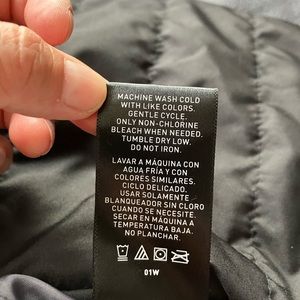 MACHINE WASH COLD
WITH LIKE COLORS.
GENTLE CYCLE.
ONLY NON-CHLORINE
BLEACH WHEN NEEDED.
TUMBLE DRY LOW.
DO NOT IRON.
LAVAR A MÁQUINA CON
AGUA FRÍA Y CON
COLORES SIMILARES.
CICLO DELICADO.
USAR SOLAMENTE
BLANQUEADOR SIN CLORO
CUANDO SE NECESITE.
SECAR EN MÁQUINA A
TEMPERATURA BAJA.
NO PLANCHAR.
01W